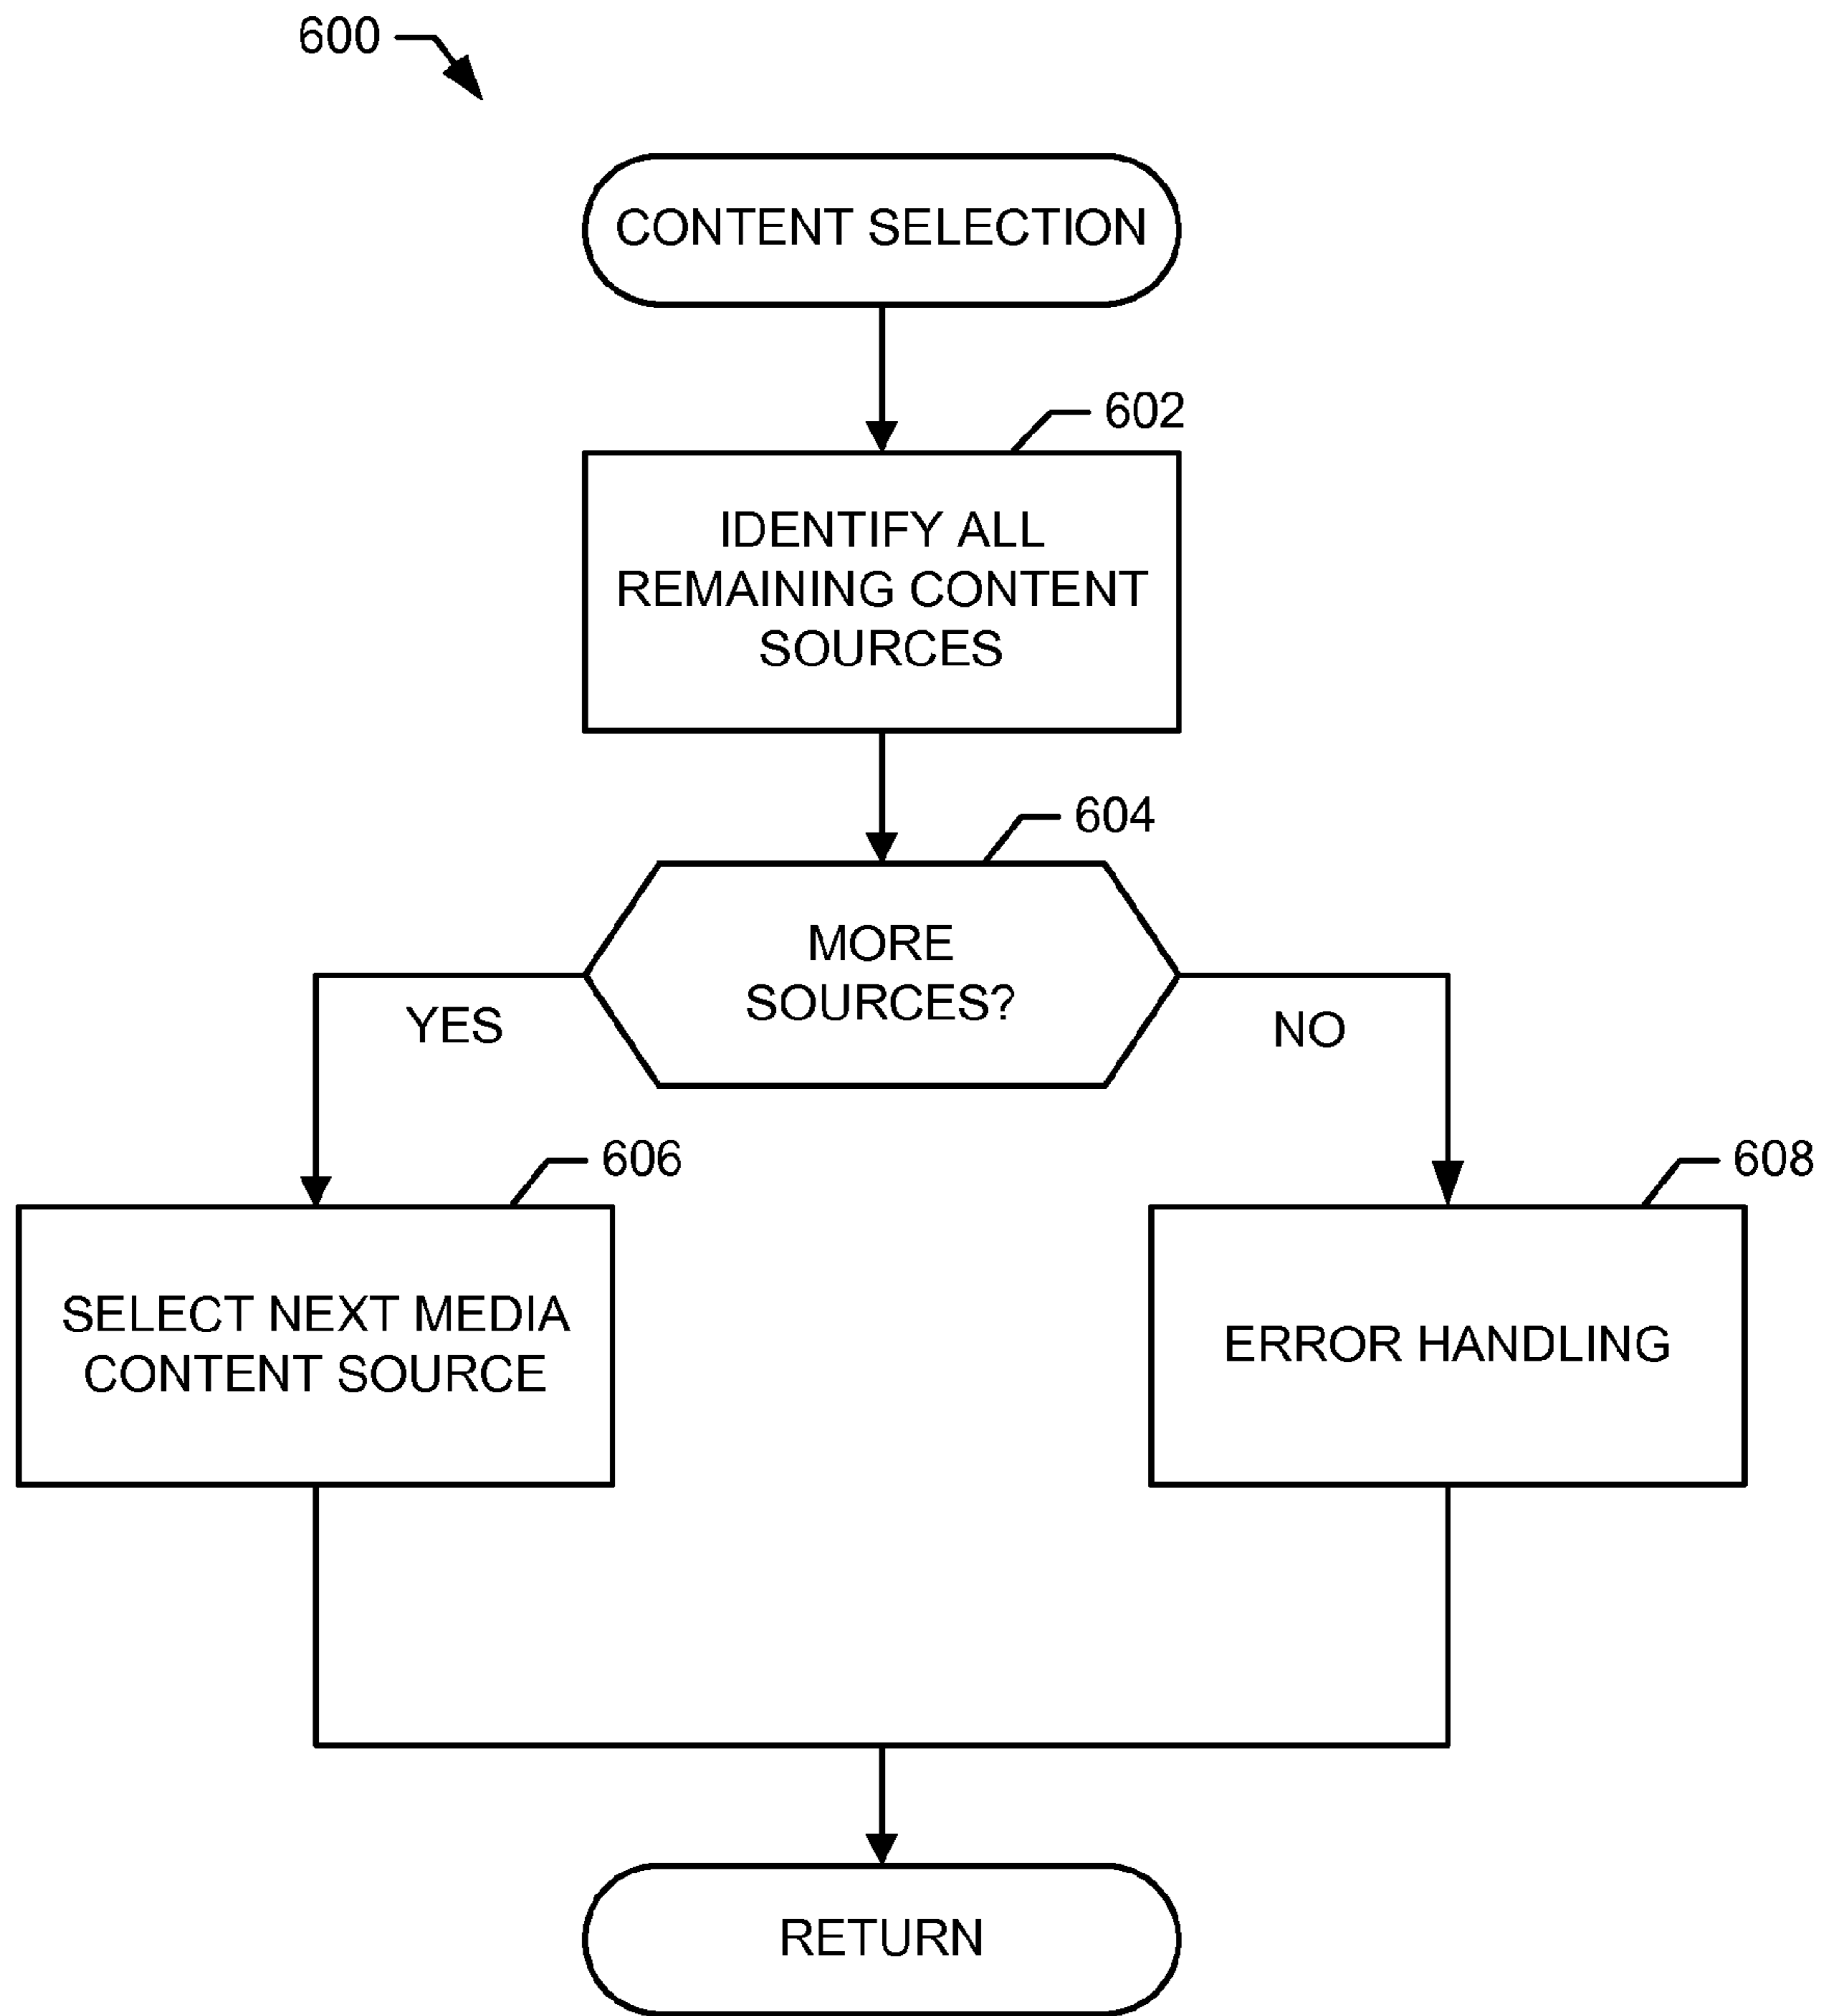 600
CONTENT SELECTION
602
IDENTIFY ALL
REMAINING CONTENT
SOURCES
604
MORE
SOURCES?
YES
NO
606
608
SELECT NEXT MEDIA
CONTENT SOURCE
ERROR HANDLING
RETURN